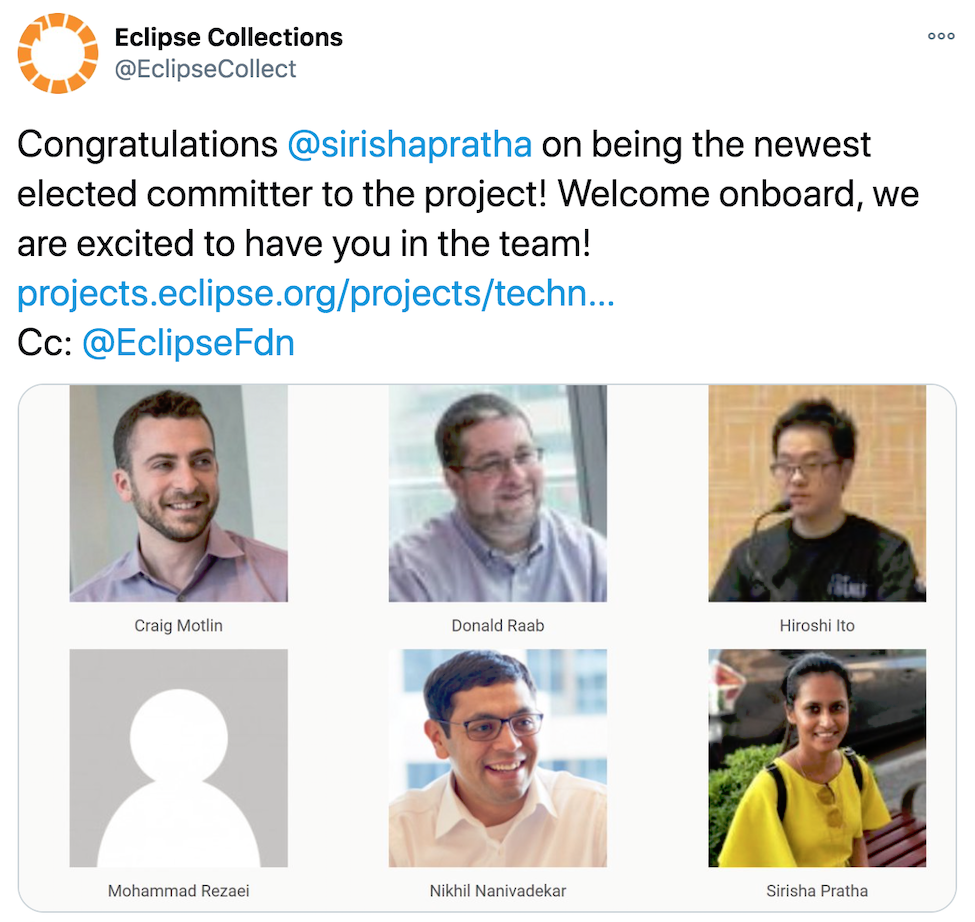 Eclipse Collections
@EclipseCollect
Congratulations @sirishapratha on being the newest
elected committer to the project! Welcome onboard, we
are excited to have you in the team!
projects.eclipse.org/projects/techn...
Cc: @EclipseFdn
Craig Motlin
Donald Raab
Hiroshi Ito
Mohammad Rezaei
Nikhil Nanivadekar
Sirisha Pratha